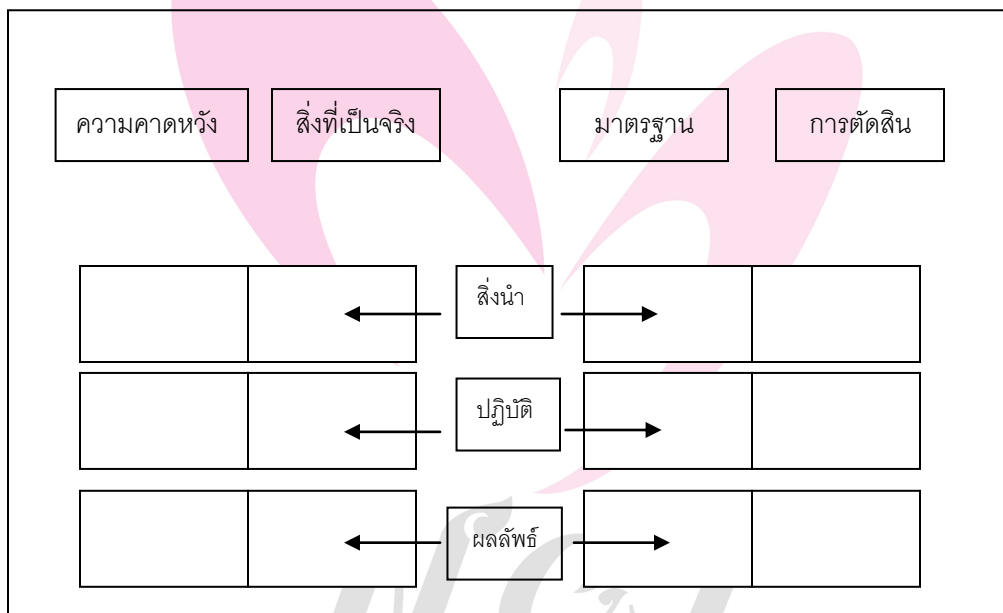 ความคาดหวัง สิ่งที่เป็นจริง มาตรฐาน การตัดสิน
สิ่งนำ
ปฏิบัติ
ผลลัพธ์